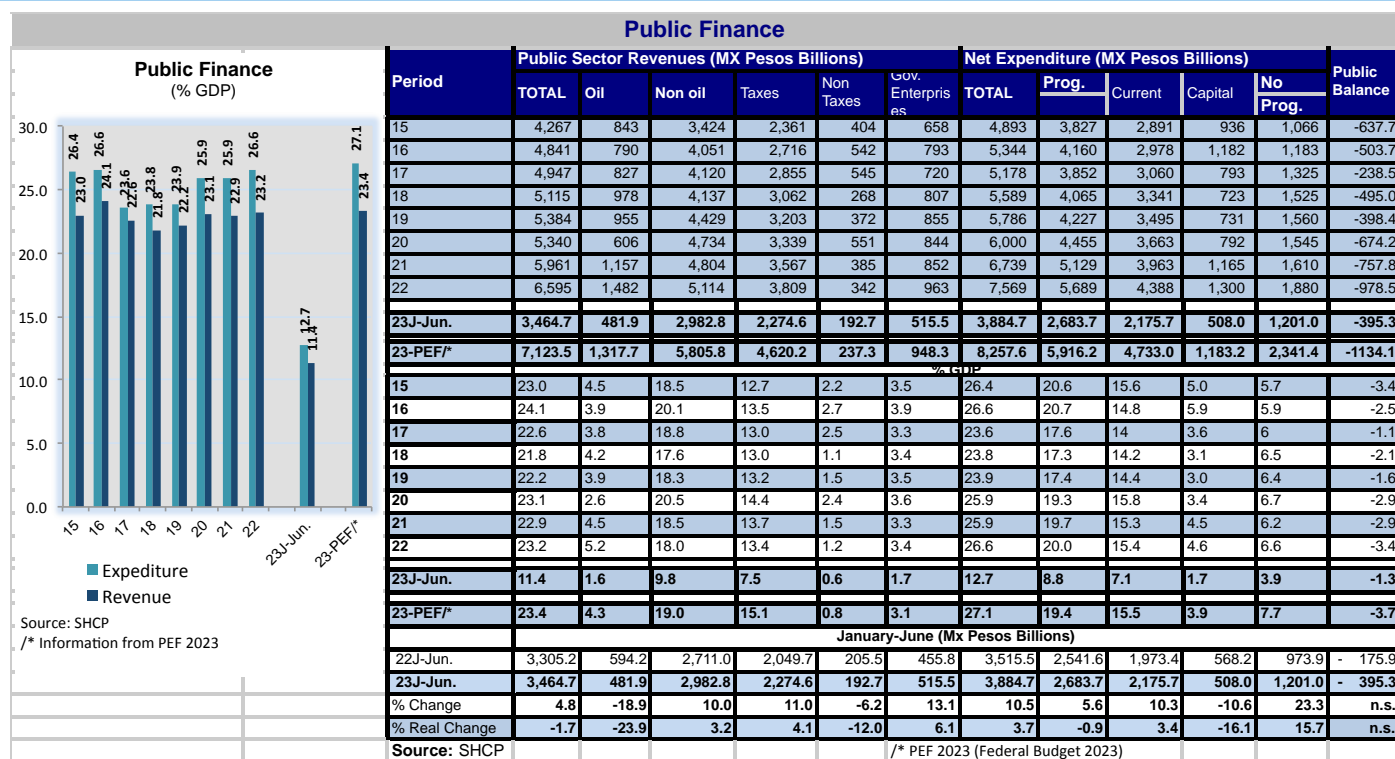 Public Finance
Public Finance
(% GDP)
30.0
25.0
20.0
15.0
10.0
5.0
0.0
26.4
23.0
26.6
24.1
23.6
22.6
23.8
21.8
23.9
22.2
25.9
23.1
25.9
22.9
26.6
23.2
12.7
11.4
27.1
23.4
15 16 17 18 19 20 21 22 23J-Jun. 23-PEF/*
Expediture
Revenue
Source: SHCP
/* Information from PEF 2023
Period Public Sector Revenues (MX Pesos Billions) Net Expenditure (MX Pesos Billions) Public Balance
TOTAL Oil Non oil Taxes Non Taxes Gov. Enterprises TOTAL Prog. Current Capital No Prog.
15 4,267 843 3,424 2,361 404 658 4,893 3,827 2,891 936 1,066 -637.7
16 4,841 790 4,051 2,716 542 793 5,344 4,160 2,978 1,182 1,183 -503.7
17 4,947 827 4,120 2,855 545 720 5,178 3,852 3,060 793 1,325 -238.5
18 5,115 978 4,137 3,062 268 807 5,589 4,065 3,341 723 1,525 -495.0
19 5,384 955 4,429 3,203 372 855 5,786 4,227 3,495 731 1,560 -398.4
20 5,340 606 4,734 3,339 551 844 6,000 4,455 3,663 792 1,545 -674.2
21 5,961 1,157 4,804 3,567 385 852 6,739 5,129 3,963 1,165 1,610 -757.8
22 6,595 1,482 5,114 3,809 342 963 7,569 5,689 4,388 1,300 1,880 -978.5
23J-Jun. 3,464.7 481.9 2,982.8 2,274.6 192.7 515.5 3,884.7 2,683.7 2,175.7 508.0 1,201.0 -395.3
23-PEF/* 7,123.5 1,317.7 5,805.8 4,620.2 237.3 948.3 8,257.6 5,916.2 4,733.0 1,183.2 2,341.4 -1134.1
% GDP
15 23.0 4.5 18.5 12.7 2.2 3.5 26.4 20.6 15.6 5.0 5.7 -3.4
16 24.1 3.9 20.1 13.5 2.7 3.9 26.6 20.7 14.8 5.9 5.9 -2.5
17 22.6 3.8 18.8 13.0 2.5 3.3 23.6 17.6 14 3.6 6 -1.1
18 21.8 4.2 17.6 13.0 1.1 3.4 23.8 17.3 14.2 3.1 6.5 -2.1
19 22.2 3.9 18.3 13.2 1.5 3.5 23.9 17.4 14.4 3.0 6.4 -1.6
20 23.1 2.6 20.5 14.4 2.4 3.6 25.9 19.3 15.8 3.4 6.7 -2.9
21 22.9 4.5 18.5 13.7 1.5 3.3 25.9 19.7 15.3 4.5 6.2 -2.9
22 23.2 5.2 18.0 13.4 1.2 3.4 26.6 20.0 15.4 4.6 6.6 -3.4
23J-Jun. 11.4 1.6 9.8 7.5 0.6 1.7 12.7 8.8 7.1 1.7 3.9 -1.3
23-PEF/* 23.4 4.3 19.0 15.1 0.8 3.1 27.1 19.4 15.5 3.9 7.7 -3.7
January-June (Mx Pesos Billions)
22J-Jun. 3,305.2 594.2 2,711.0 2,049.7 205.5 455.8 3,515.5 2,541.6 1,973.4 568.2 973.9 - 175.9
23J-Jun. 3,464.7 481.9 2,982.8 2,274.6 192.7 515.5 3,884.7 2,683.7 2,175.7 508.0 1,201.0 - 395.3
% Change 4.8 -18.9 10.0 11.0 -6.2 13.1 10.5 5.6 10.3 -10.6 23.3 n.s.
% Real Change -1.7 -23.9 3.2 4.1 -12.0 6.1 3.7 -0.9 3.4 -16.1 15.7 n.s.
Source: SHCP /* PEF 2023 (Federal Budget 2023)